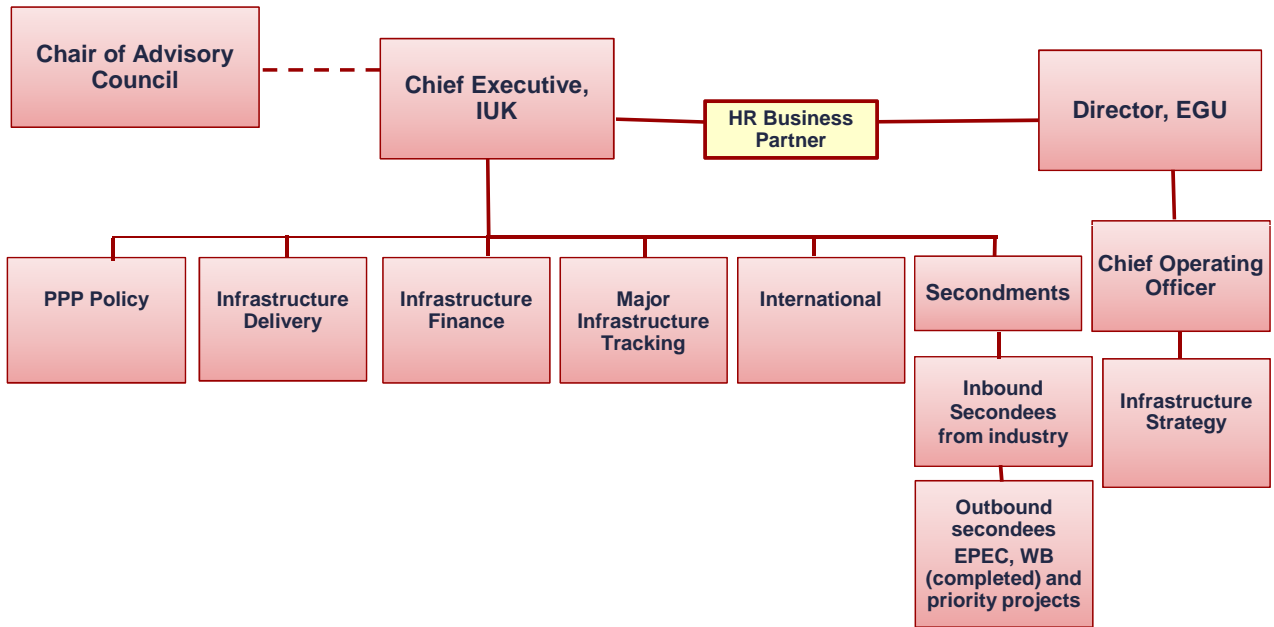 Chair of Advisory
Council
Chief Executive,
IUK
HR Business
Partner
Director, EGU
PPP Policy
Infrastructure
Delivery
Infrastructure
Finance
Major
Infrastructure
Tracking
International
Secondments
Chief Operating
Officer
Inbound
Secondees
from industry
Infrastructure
Strategy
Outbound
secondees
EPEC, WB
(completed) and
priority projects